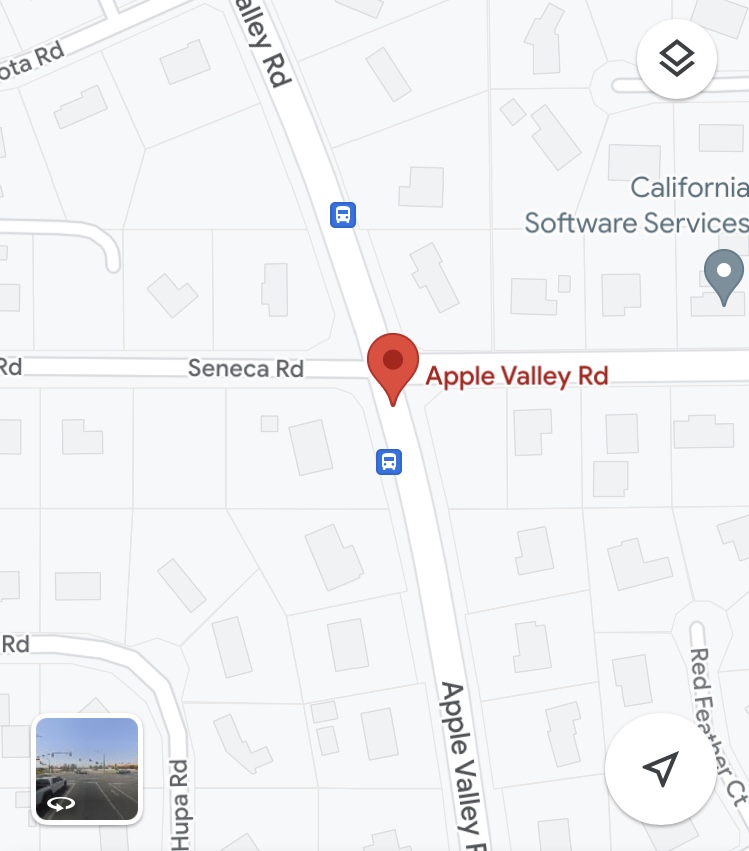 alley Rd
ota Rd
California
Software Services
Rd
Seneca Rd
Apple Valley Rd
Rd
Red Feather Ct
Apple Valley R
Hupa Rd